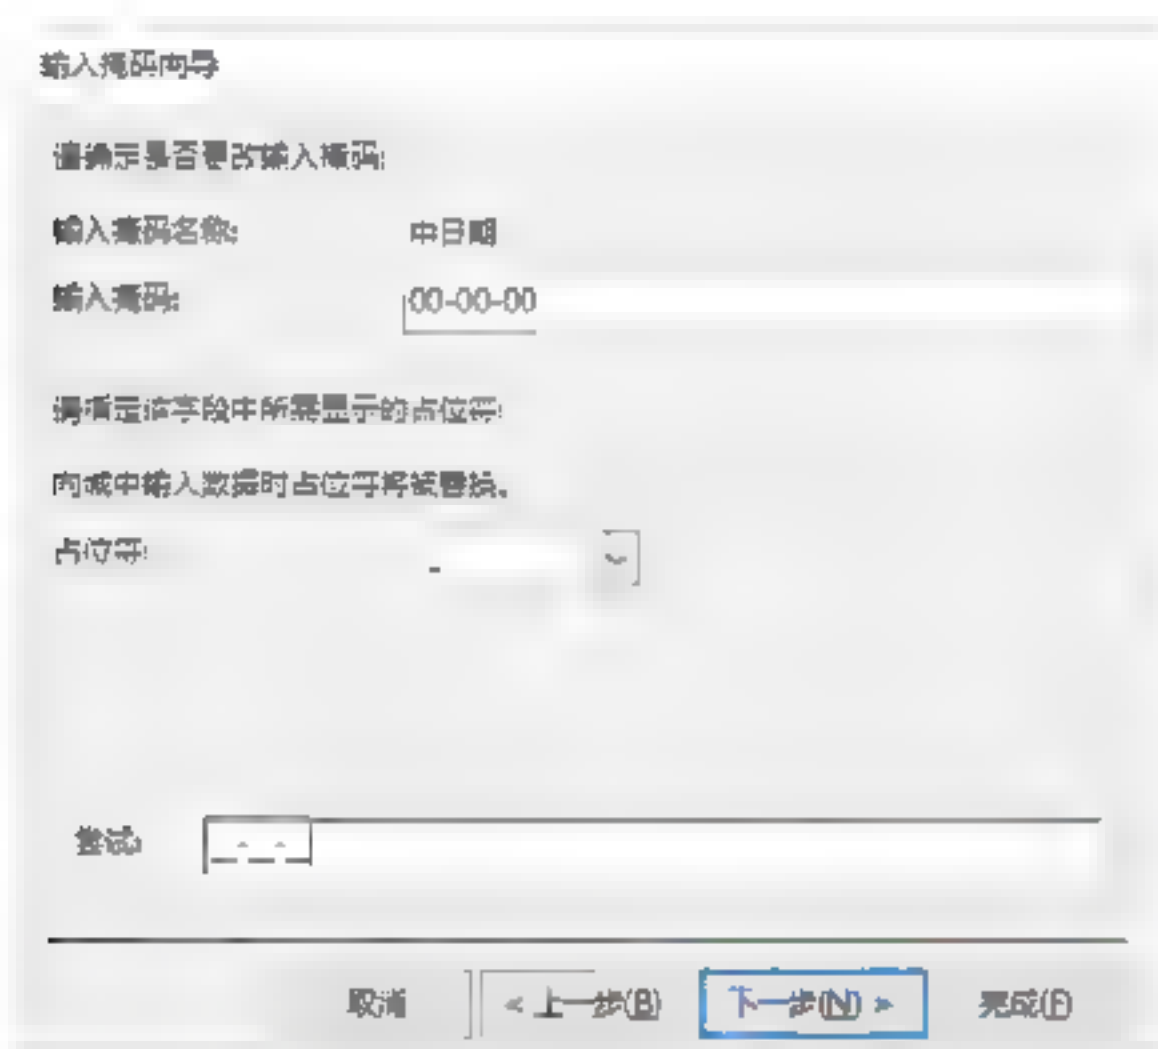 输入掩码向导
请确定是否更改输入掩码:
输入掩码名称: 中日期
输入掩码: 00-00-00
请指定该字段中所需显示的占位符:
向域中输入数据时占位符将被替换。
占位符: _
尝试: __-__-__
取消 < 上一步(B) 下一步(N) > 完成(F)